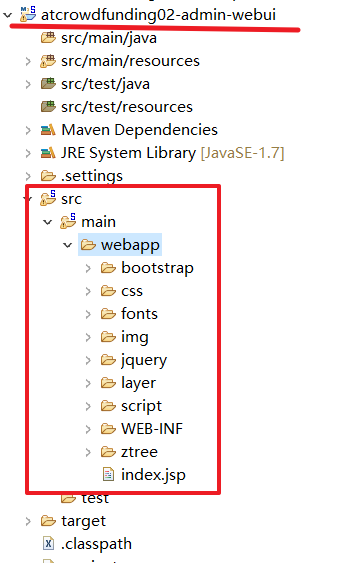 atcrowdfunding02-admin-webui
src/main/java
src/main/resources
src/test/java
src/test/resources
Maven Dependencies
JRE System Library [JavaSE-1.7]
.settings
src
main
webapp
bootstrap
css
fonts
img
jquery
layer
script
WEB-INF
ztree
index.jsp
test
target
.classpath